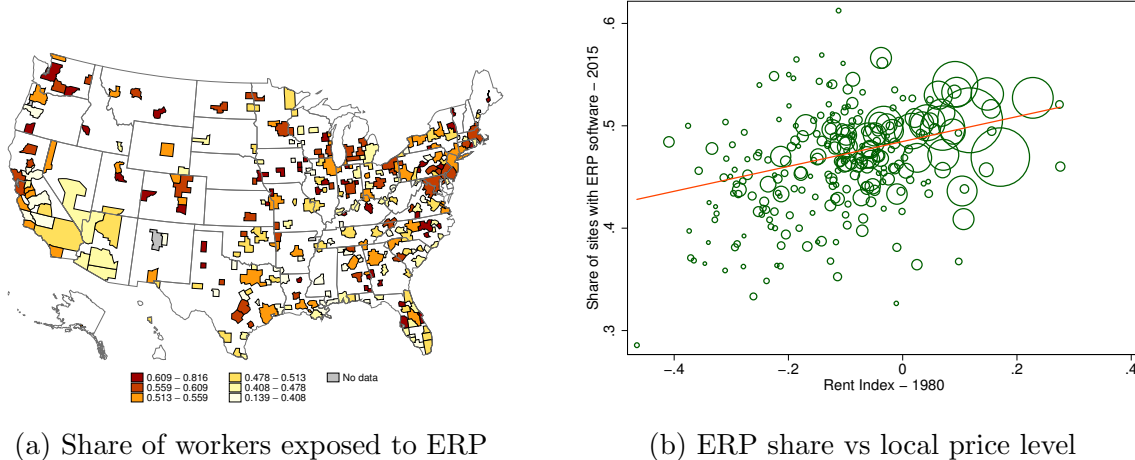 0.609 – 0.816
0.559 – 0.609
0.513 – 0.559
0.478 – 0.513
0.408 – 0.478
0.139 – 0.408
No data
(a) Share of workers exposed to ERP
Share of sites with ERP software – 2015
.6
.5
.4
.3
−.4
−.2
0
.2
.4
Rent Index – 1980
(b) ERP share vs local price level